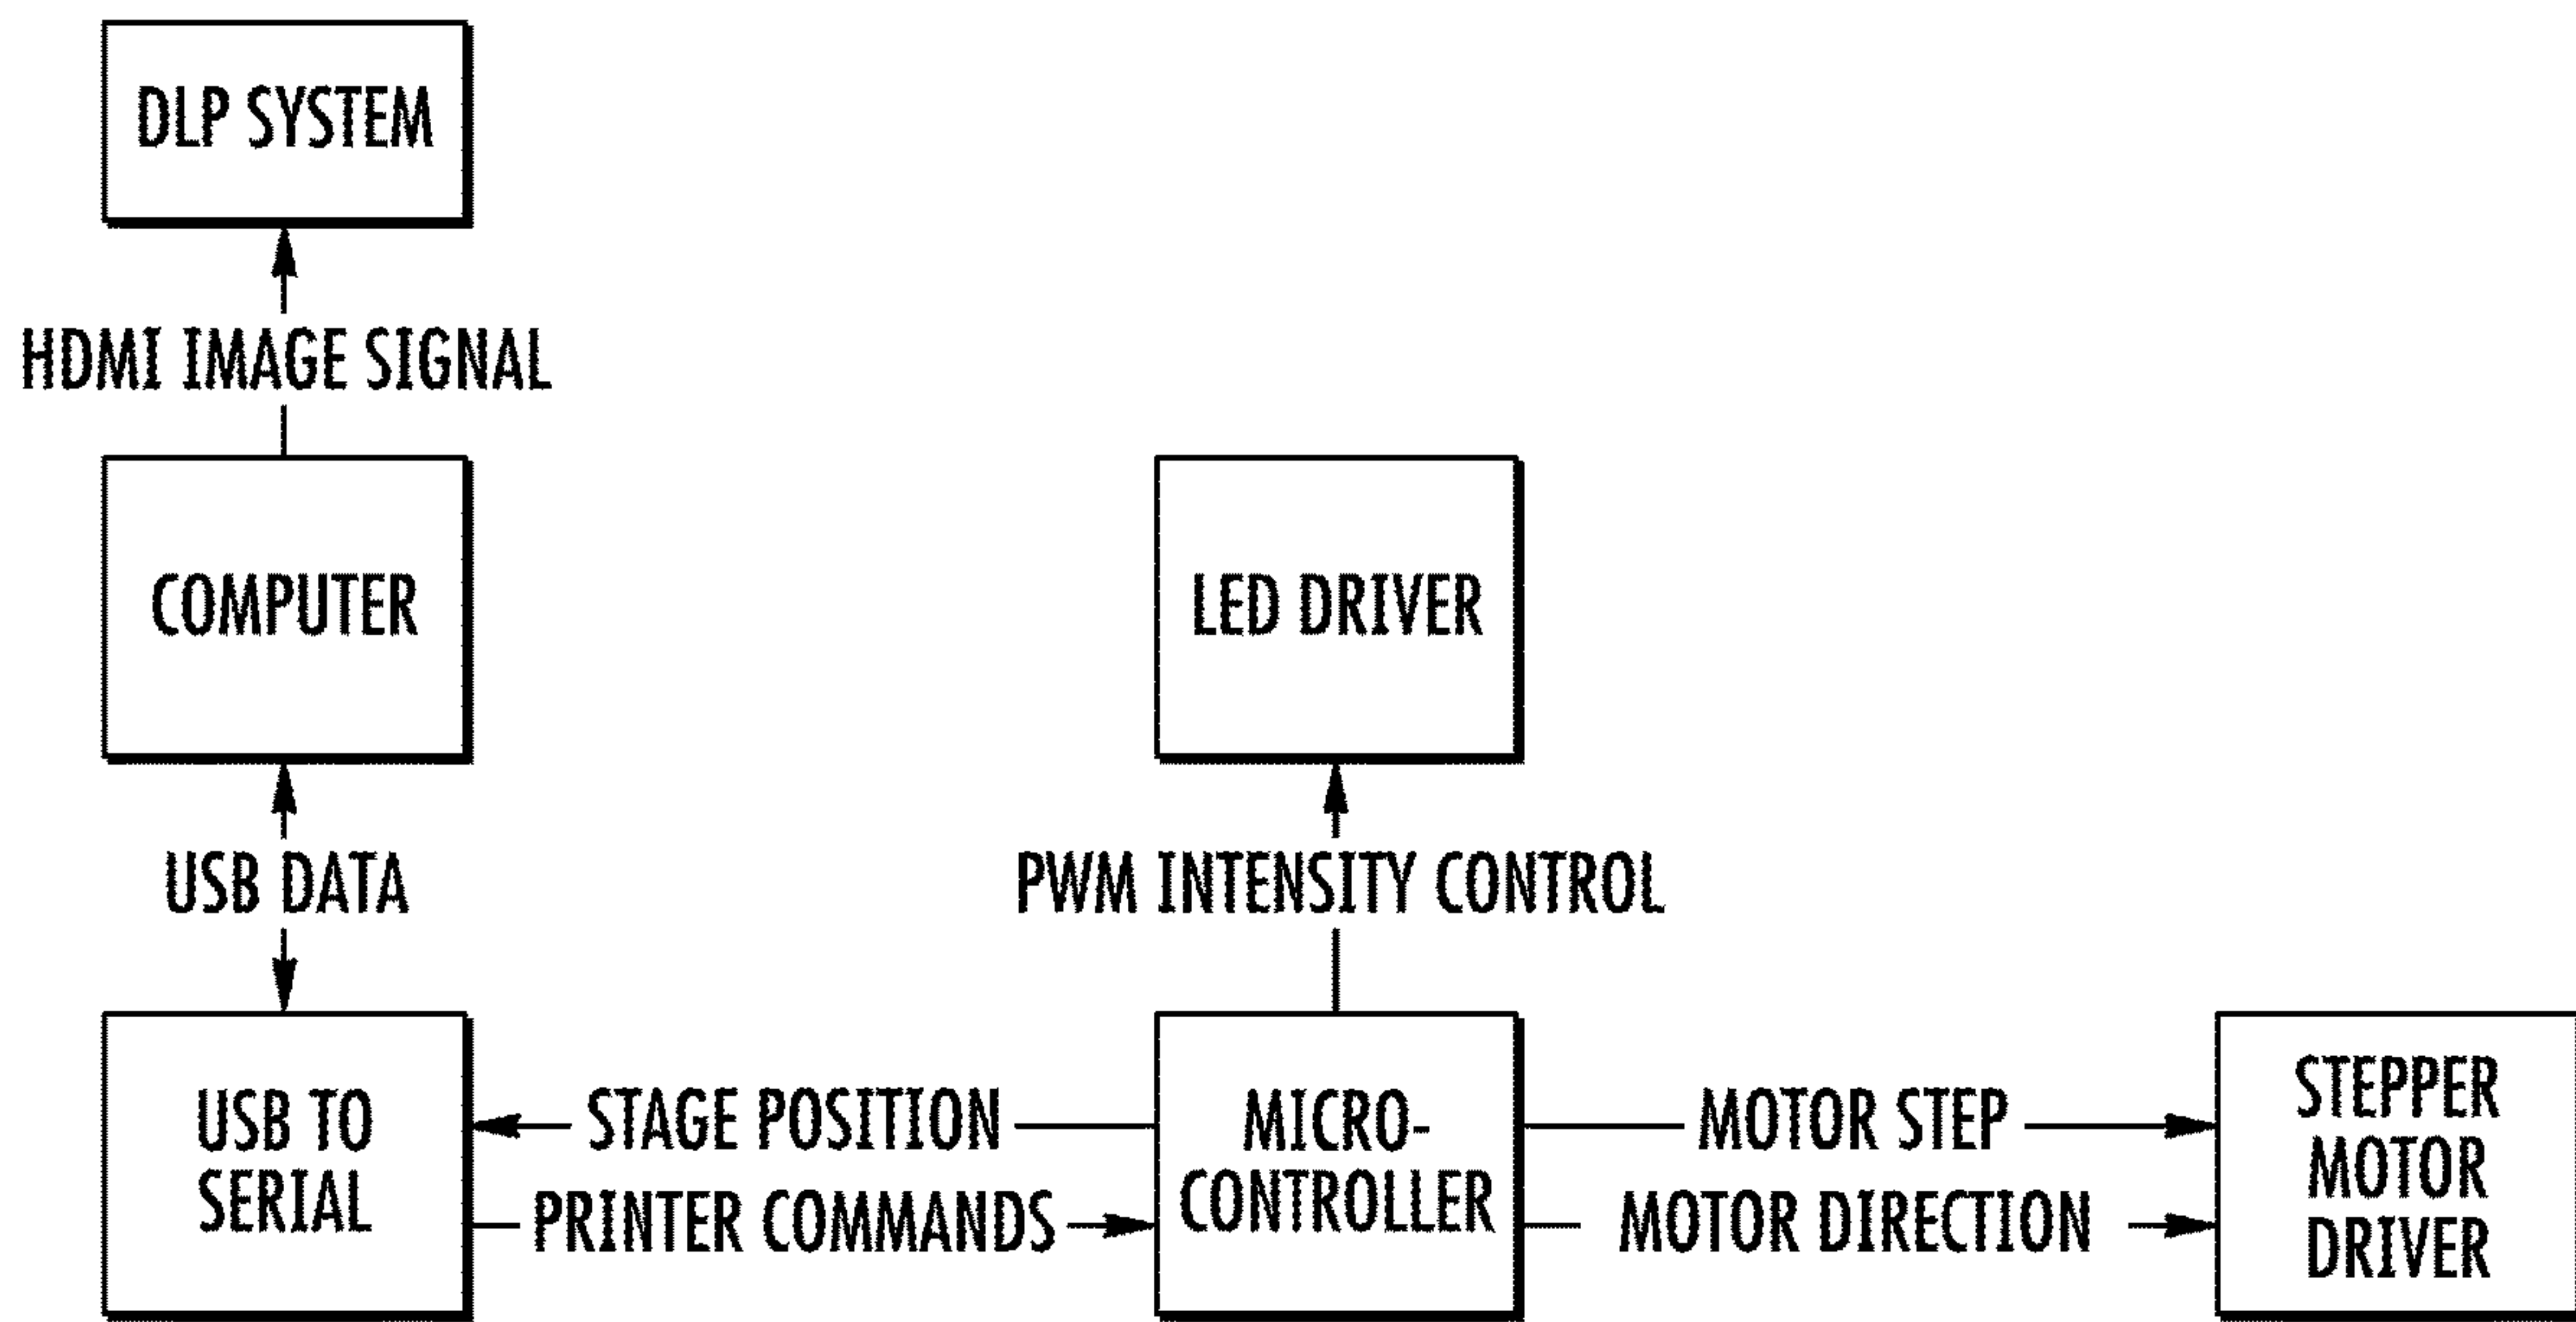 DLP SYSTEM
HDMI IMAGE SIGNAL
COMPUTER
LED DRIVER
USB DATA
PWM INTENSITY CONTROL
USB TO
SERIAL
STAGE POSITION
PRINTER COMMANDS
MICRO-
CONTROLLER
MOTOR STEP
MOTOR DIRECTION
STEPPER
MOTOR
DRIVER